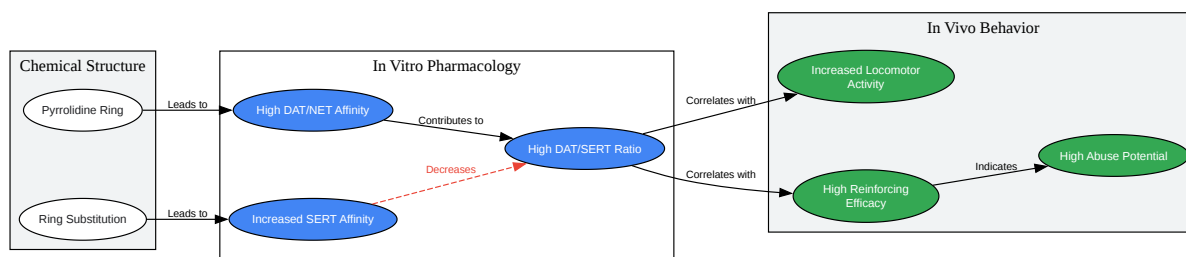 Chemical Structure
Pyrrolidine Ring
Ring Substitution
Leads to
Leads to
In Vitro Pharmacology
High DAT/NET Affinity
Increased SERT Affinity
Contributes to
Decreases
High DAT/SERT Ratio
Correlates with
Correlates with
In Vivo Behavior
Increased Locomotor
Activity
High Reinforcing
Efficacy
Indicates
High Abuse Potential